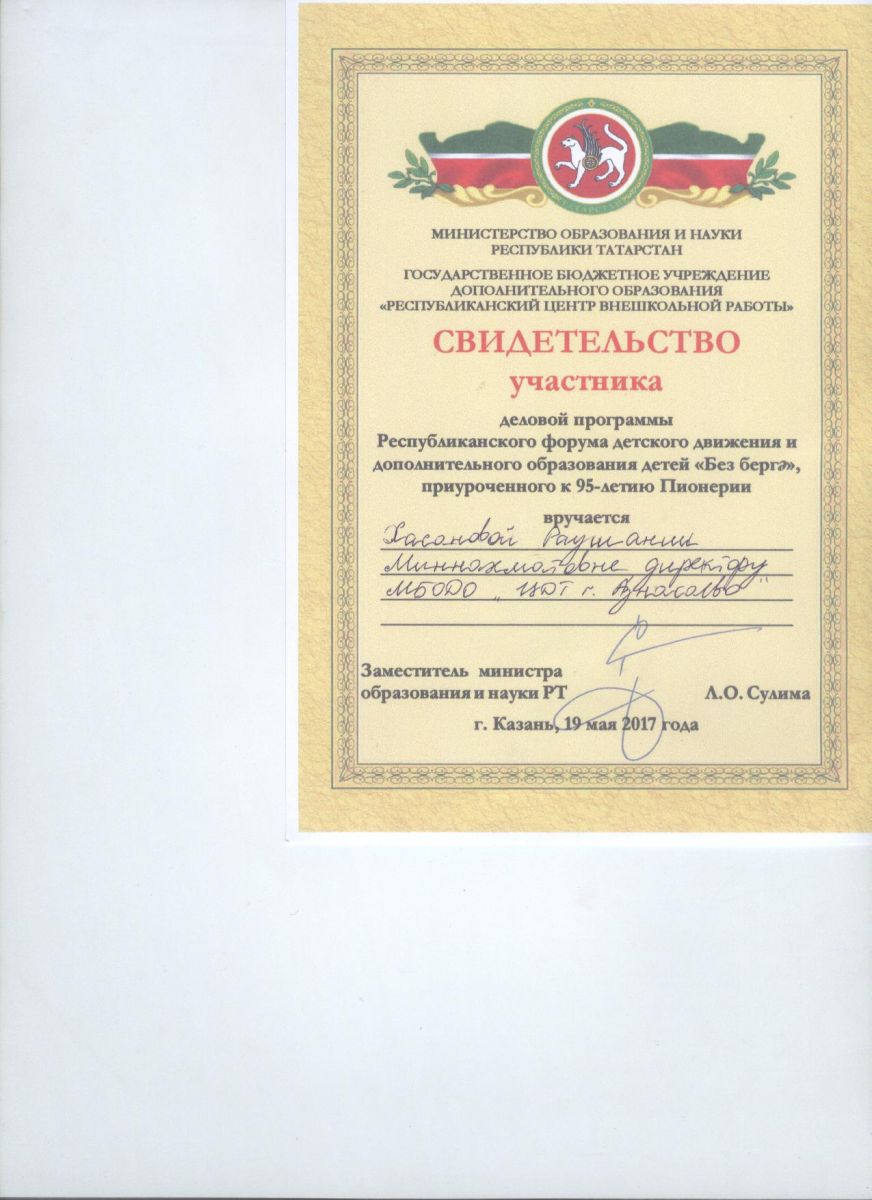 ТАТАРСТАН
МИНИСТЕРСТВО ОБРАЗОВАНИЯ И НАУКИ
РЕСПУБЛИКИ ТАТАРСТАН
ГОСУДАРСТВЕННОЕ БЮДЖЕТНОЕ УЧРЕЖДЕНИЕ
ДОПОЛНИТЕЛЬНОГО ОБРАЗОВАНИЯ
«РЕСПУБЛИКАНСКИЙ ЦЕНТР ВНЕШКОЛЬНОЙ РАБОТЫ»
СВИДЕТЕЛЬСТВО
участника
деловой программы
Республиканского форума детского движения и
дополнительного образования детей «Без бергә»,
приуроченного к 95-летию Пионерии
вручается
Хасановой Раушании
Миннахматовне директору
МБОДО „ЦДТ г.
Заместитель министра
образования и науки РТ Л.О. Сулима
г. Казань, 19 мая 2017 года